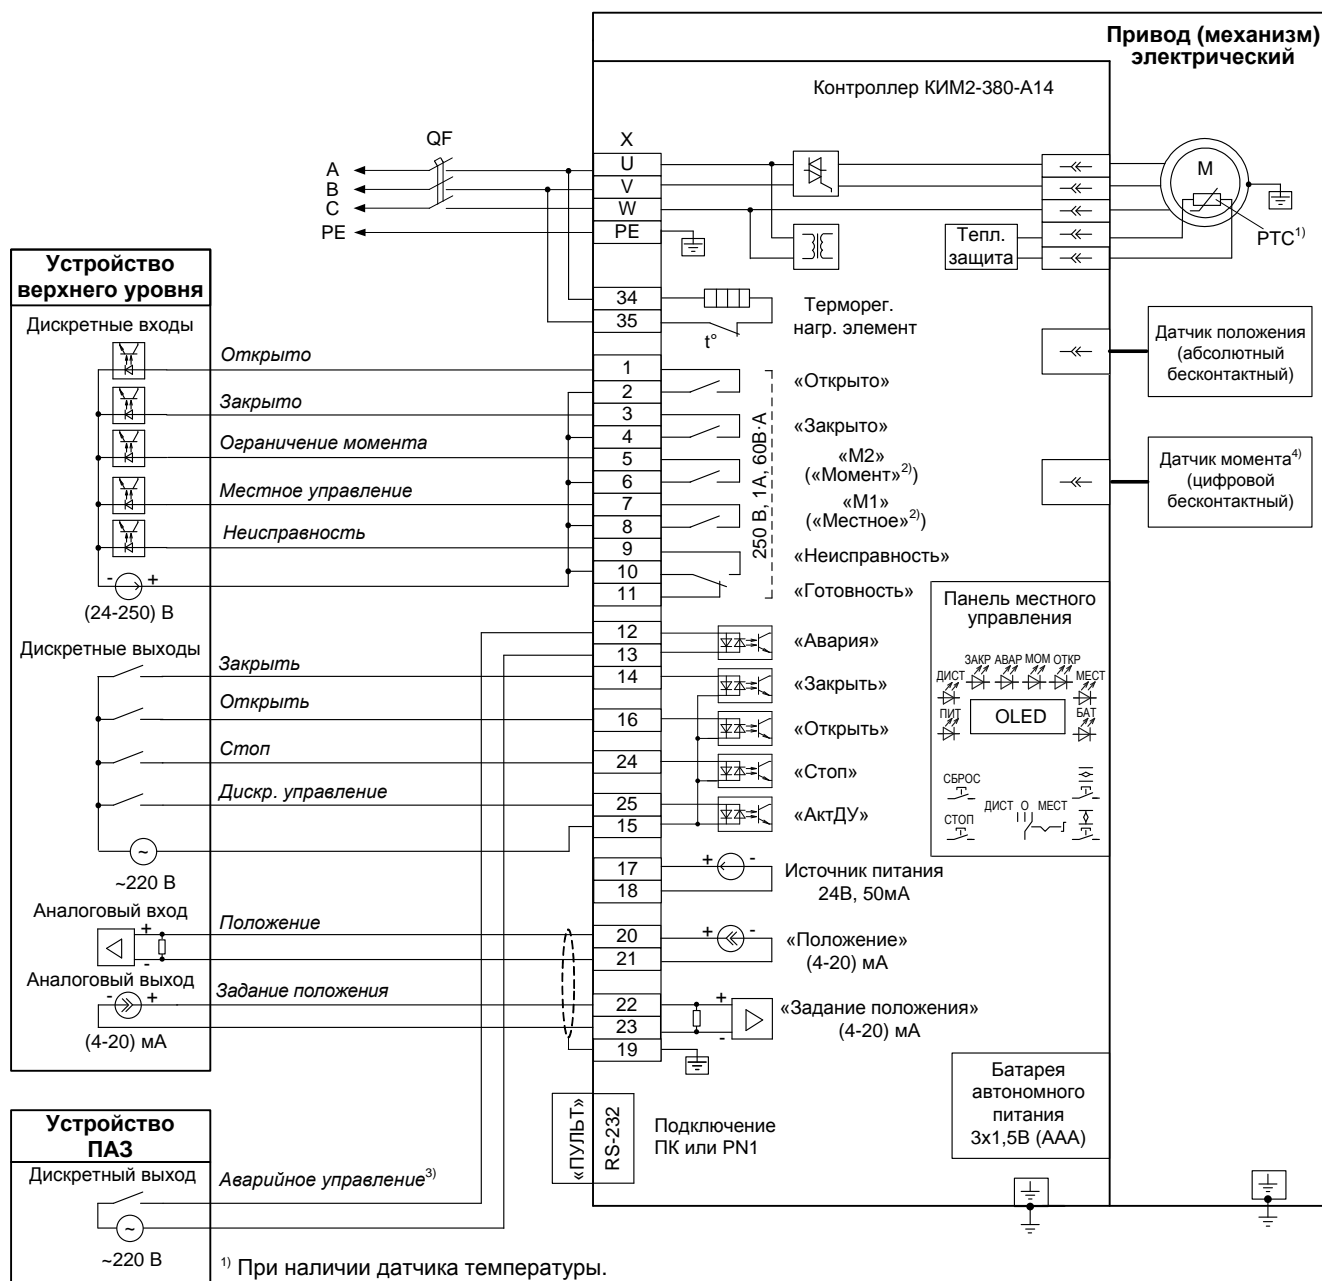 Привод (механизм)
электрический
Контроллер КИМ2-380-А14
QF
X
A
B
C
PE
U
V
W
PE
M
PTC1)
Тепл.
защита
34
35
t°
Терморег.
нагр. элемент
Датчик положения
(абсолютный
бесконтактный)
Датчик момента4)
(цифровой
бесконтактный)
Устройство
верхнего уровня
Дискретные входы
Открыто
Закрыто
Ограничение момента
Местное управление
Неисправность
- +
(24-250) В
1
2
3
4
5
6
7
8
9
10
11
250 В, 1А, 60В·А
«Открыто»
«Закрыто»
«М2»
(«Момент»2))
«М1»
(«Местное»2))
«Неисправность»
«Готовность»
Дискретные выходы
Закрыть
Открыть
Стоп
Дискр. управление
~
~220 В
12
13
14
16
24
25
15
«Авария»
«Закрыть»
«Открыть»
«Стоп»
«АктДУ»
Панель местного
управления
ЗАКР АВАР МОМ ОТКР
ДИСТ МЕСТ
ПИТ OLED БАТ
СБРОС
ДИСТ О МЕСТ
СТОП
17
18
+ -
Источник питания
24В, 50мА
Аналоговый вход
+
-
Положение
20
21
+ -
«Положение»
(4-20) мА
Аналоговый выход
- +
(4-20) мА
Задание положения
22
23
19
+
-
«Задание положения»
(4-20) мА
«ПУЛЬТ»
RS-232
Подключение
ПК или PN1
Батарея
автономного
питания
3х1,5В (ААА)
Устройство
ПАЗ
Дискретный выход
~
~220 В
Аварийное управление3)
1) При наличии датчика температуры.